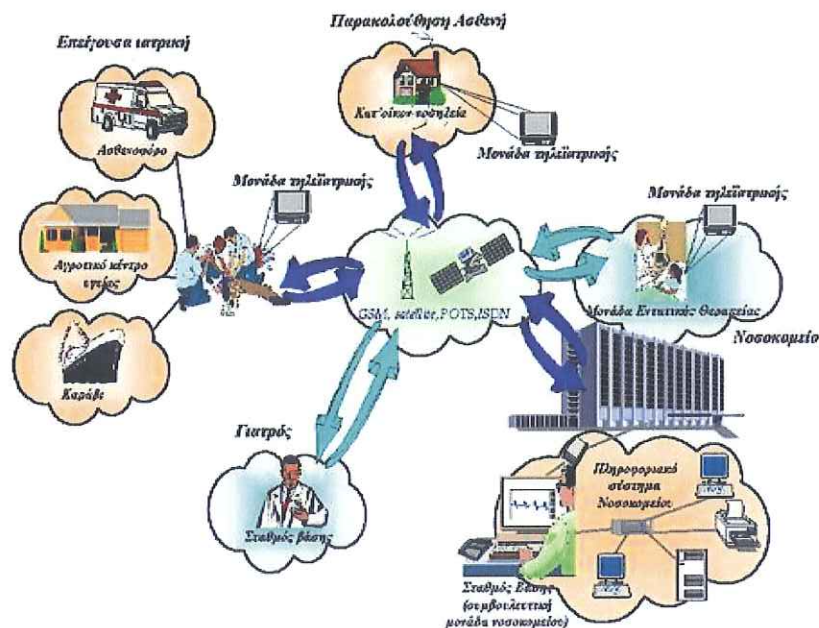 Παρακολούθηση Ασθενή
Επείγουσα ιατρική
Κατ'οίκον νοσηλεία
Ασθενοφόρο
Μονάδα τηλεϊατρικής
Μονάδα τηλεϊατρικής
Μονάδα τηλεϊατρικής
Αγροτικό κέντρο
υγείας
GSM, satellite, POTS, ISDN
Μονάδα Εντατικής Θεραπείας
Νοσοκομείο
Καράβι
Γιατρός
Σταθμός βάσης
Πληροφοριακό
σύστημα
Νοσοκομείου
Σταθμός Βάσης
(συμβουλευτική
μονάδα νοσοκομείου)